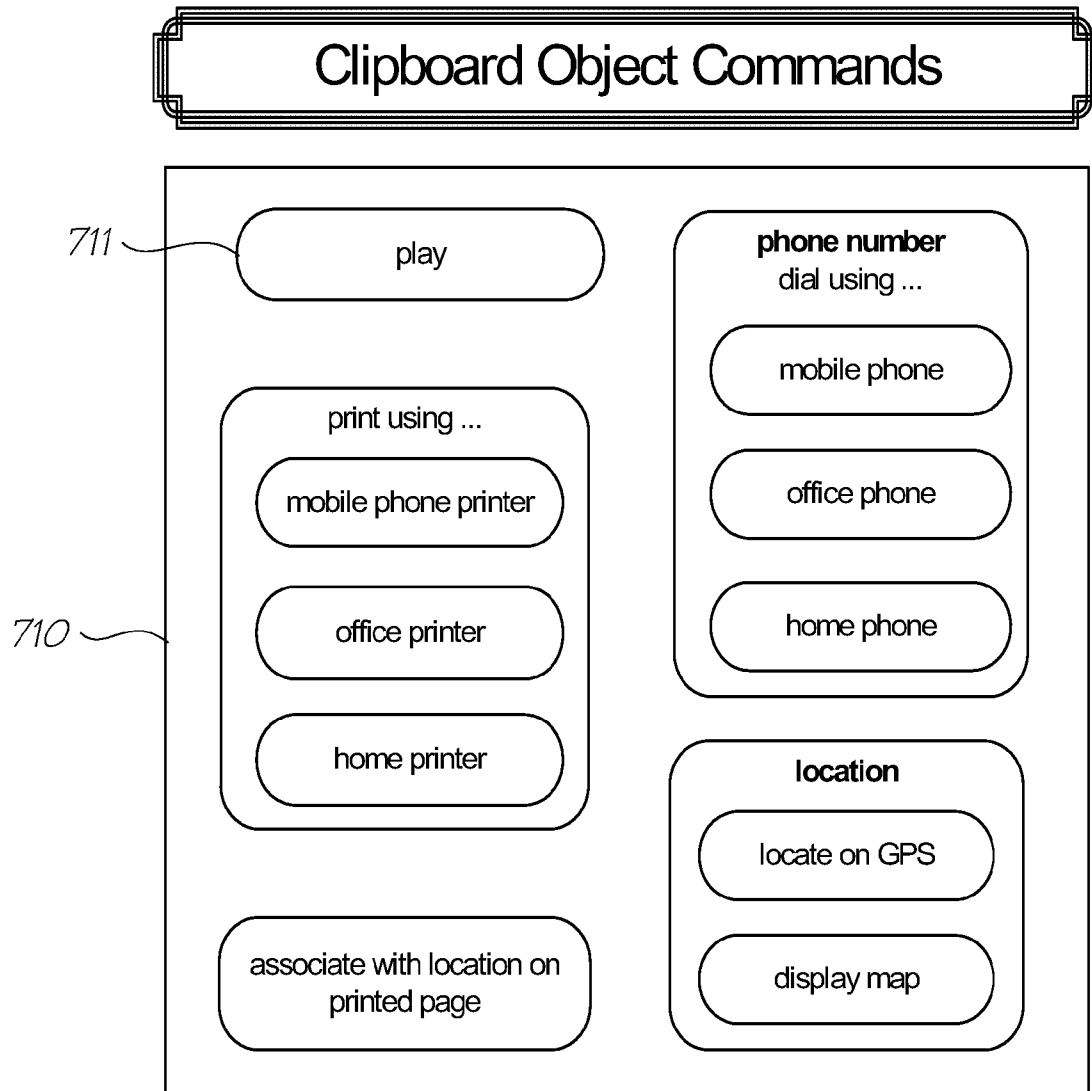 Clipboard Object Commands
711
play
print using ...
mobile phone printer
office printer
home printer
710
associate with location on
printed page
phone number
dial using ...
mobile phone
office phone
home phone
location
locate on GPS
display map